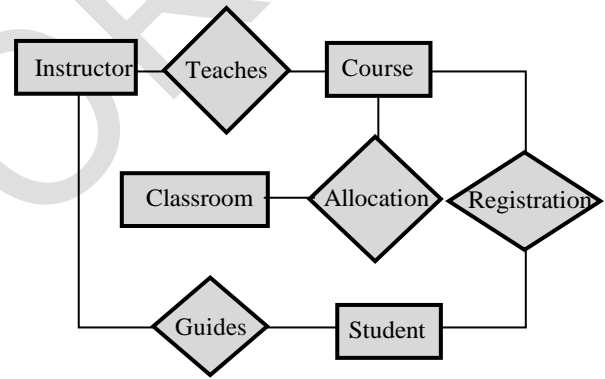 Instructor
Teaches
Course
Classroom
Allocation
Registration
Guides
Student